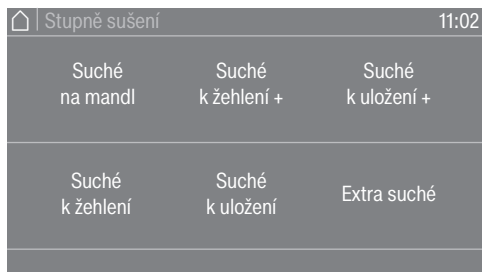 Stupně sušení 11:02
Suché
na mandl
Suché
k žehlení +
Suché
k uložení +
Suché
k žehlení
Suché
k uložení
Extra suché